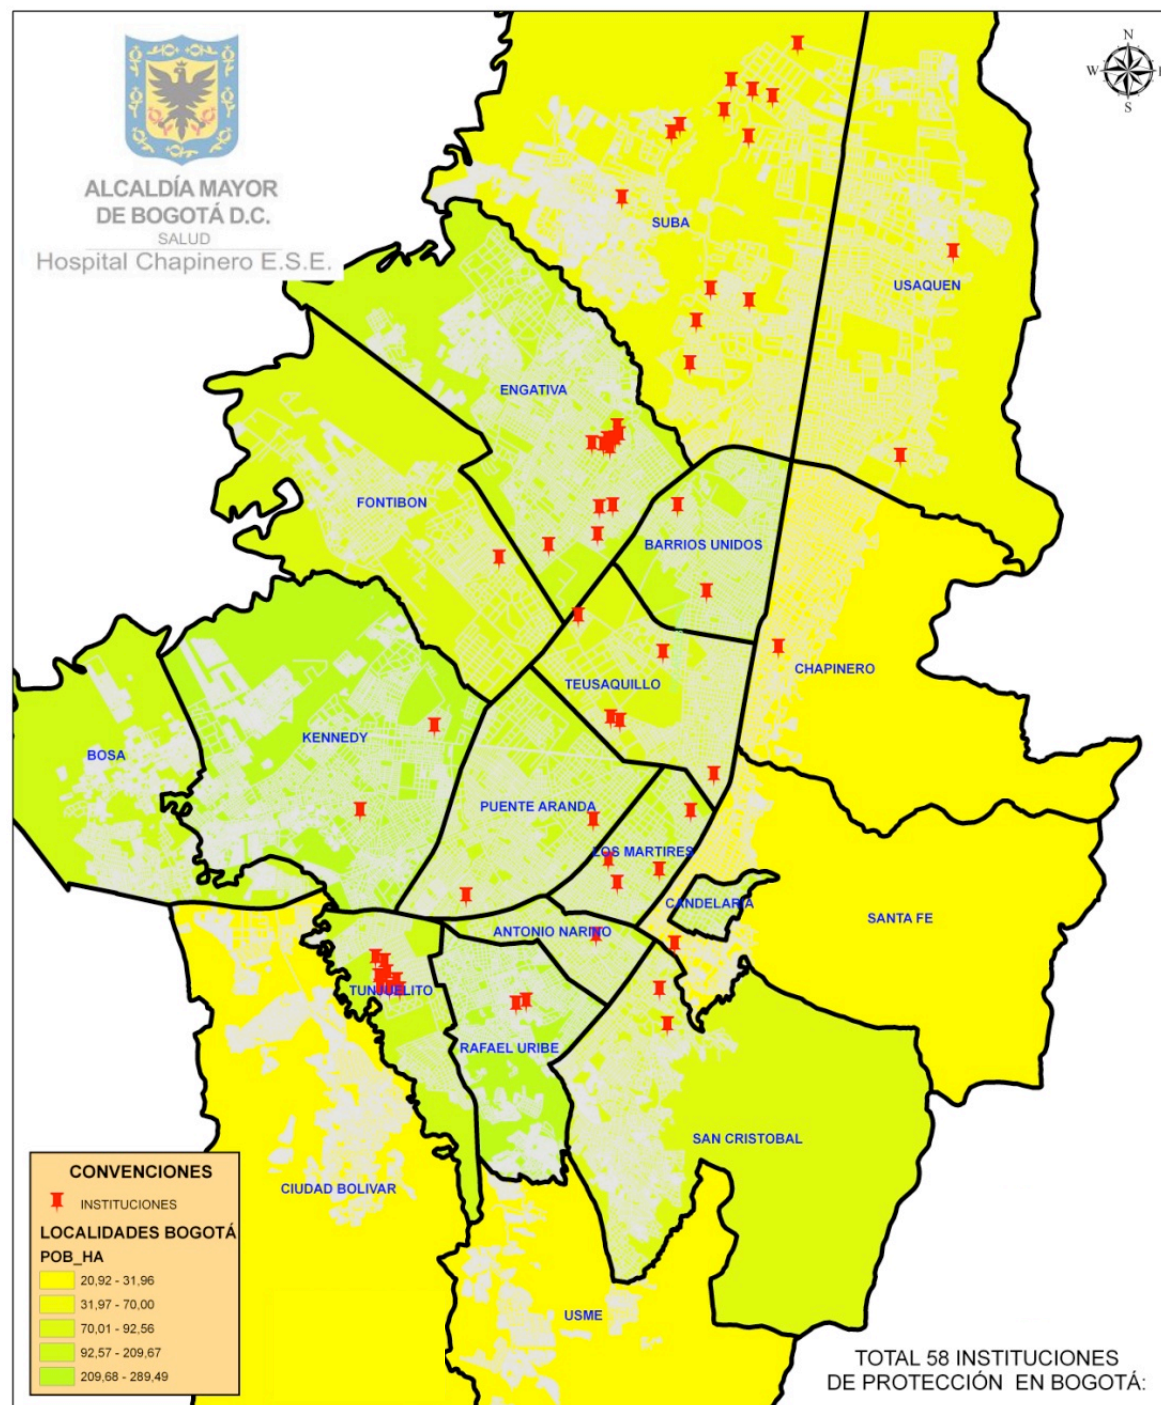 N
W
E
S
ALCALDÍA MAYOR
DE BOGOTÁ D.C.
SALUD
Hospital Chapinero E.S.E.
SUBA
USAQUEN
ENGATIVA
FONTIBON
BARRIOS UNIDOS
CHAPINERO
TEUSAQUILLO
KENNEDY
BOSA
PUENTE ARANDA
LOS MARTIRES
CANDELARIA
SANTA FE
ANTONIO NARINO
TUNJUELITO
RAFAEL URIBE
SAN CRISTOBAL
CIUDAD BOLIVAR
USME
CONVENCIONES
INSTITUCIONES
LOCALIDADES BOGOTÁ
POB_HA
20,92 - 31,96
31,97 - 70,00
70,01 - 92,56
92,57 - 209,67
209,68 - 289,49
TOTAL 58 INSTITUCIONES
DE PROTECCIÓN EN BOGOTÁ: